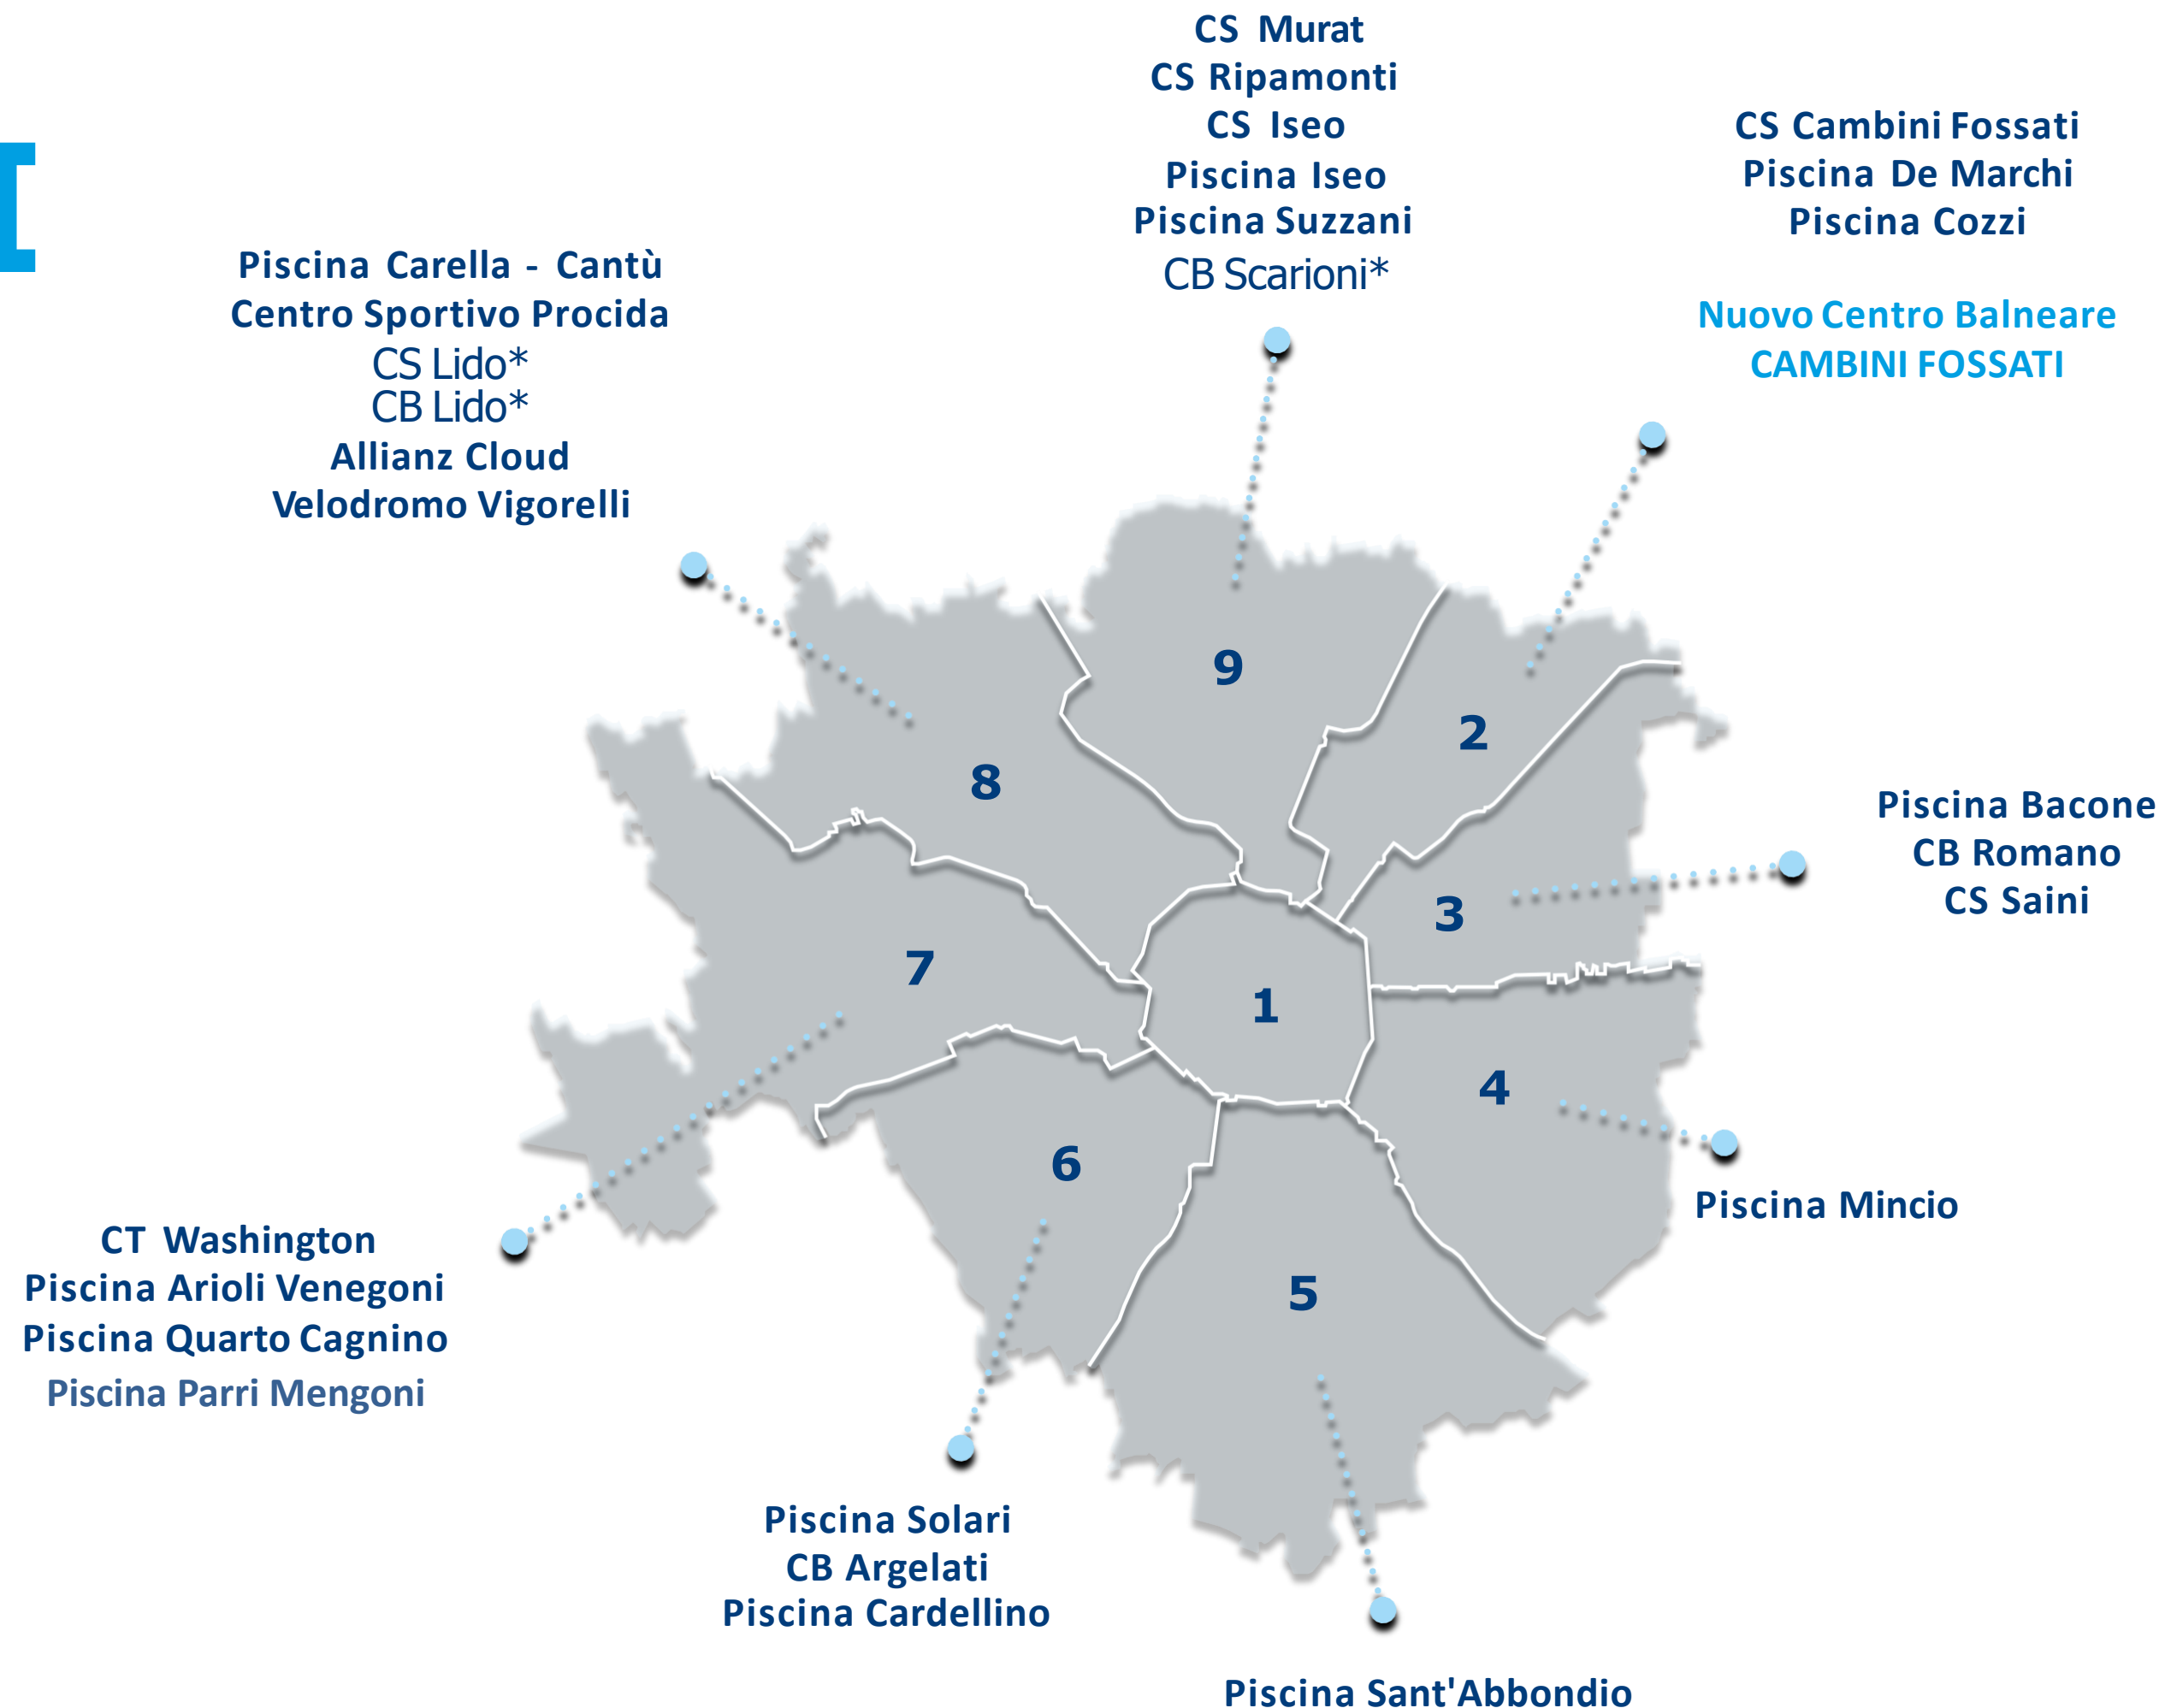 CS Murat
CS Ripamonti
CS Iseo
Piscina Iseo
Piscina Suzzani
CB Scarioni*
CS Cambini Fossati
Piscina De Marchi
Piscina Cozzi
Nuovo Centro Balneare
CAMBINI FOSSATI
Piscina Carella - Cantù
Centro Sportivo Procida
CS Lido*
CB Lido*
Allianz Cloud
Velodromo Vigorelli
9
2
8
Piscina Bacone
CB Romano
CS Saini
3
7
1
4
6
5
Piscina Mincio
CT Washington
Piscina Arioli Venegoni
Piscina Quarto Cagnino
Piscina Parri Mengoni
Piscina Solari
CB Argelati
Piscina Cardellino
Piscina Sant'Abbondio